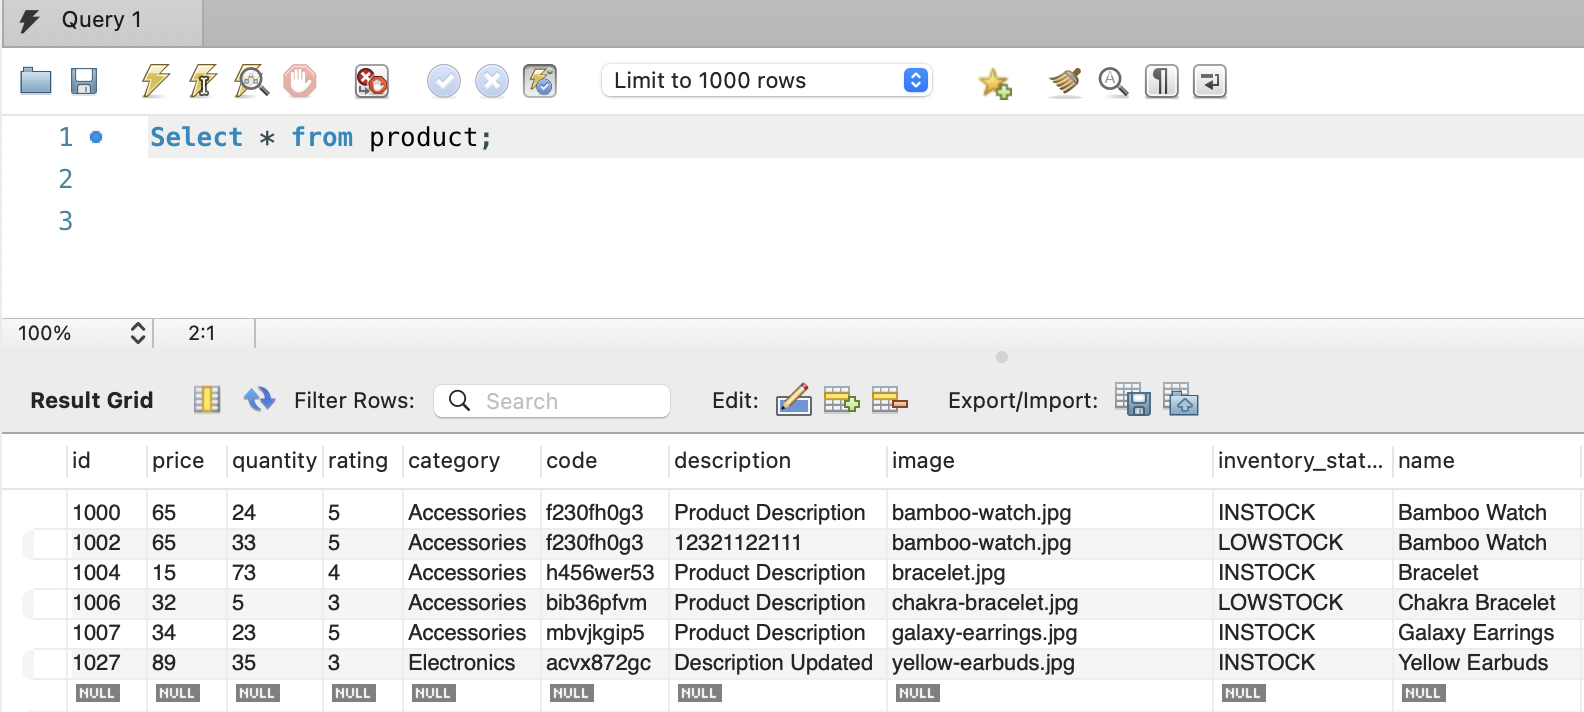 Query 1
Limit to 1000 rows
1 Select * from product;
2
3
100% 2:1
Result Grid Filter Rows: Search Edit: Export/Import:
id price quantity rating category code description image inventory_stat... name
1000 65 24 5 Accessories f230fh0g3 Product Description bamboo-watch.jpg INSTOCK Bamboo Watch
1002 65 33 5 Accessories f230fh0g3 12321122111 bamboo-watch.jpg LOWSTOCK Bamboo Watch
1004 15 73 4 Accessories h456wer53 Product Description bracelet.jpg INSTOCK Bracelet
1006 32 5 3 Accessories bib36pfvm Product Description chakra-bracelet.jpg LOWSTOCK Chakra Bracelet
1007 34 23 5 Accessories mbvjkgip5 Product Description galaxy-earrings.jpg INSTOCK Galaxy Earrings
1027 89 35 3 Electronics acvx872gc Description Updated yellow-earbuds.jpg INSTOCK Yellow Earbuds
NULL NULL NULL NULL NULL NULL NULL NULL NULL NULL